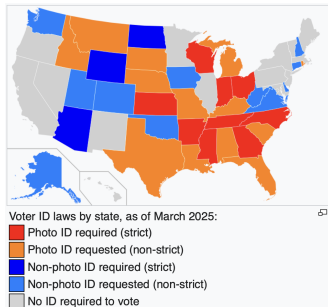 Voter ID laws by state, as of March 2025:
Photo ID required (strict)
Photo ID requested (non-strict)
Non-photo ID required (strict)
Non-photo ID requested (non-strict)
No ID required to vote